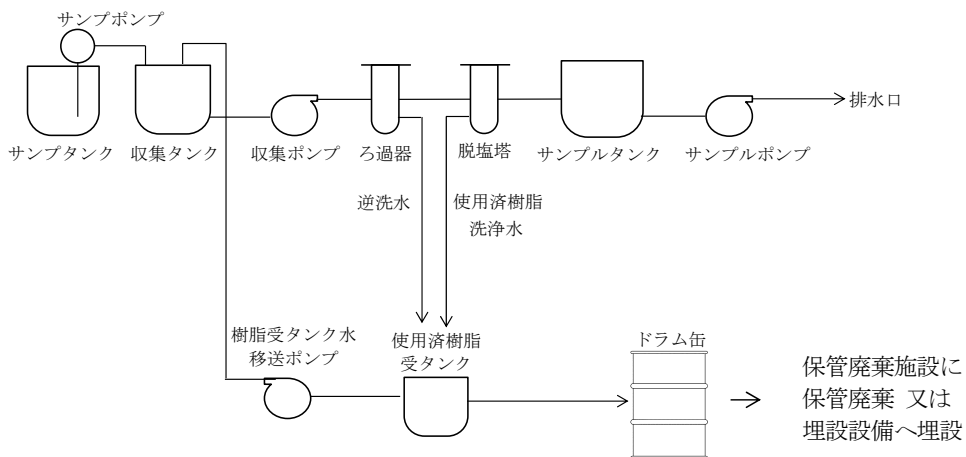 サンプポンプ
サンプタンク
収集タンク
収集ポンプ
ろ過器
脱塩塔
サンプルタンク
サンプルポンプ
排水口
逆洗水
使用済樹脂
洗浄水
樹脂受タンク水
移送ポンプ
使用済樹脂
受タンク
ドラム缶
保管廃棄施設に
保管廃棄 又は
埋設設備へ埋設